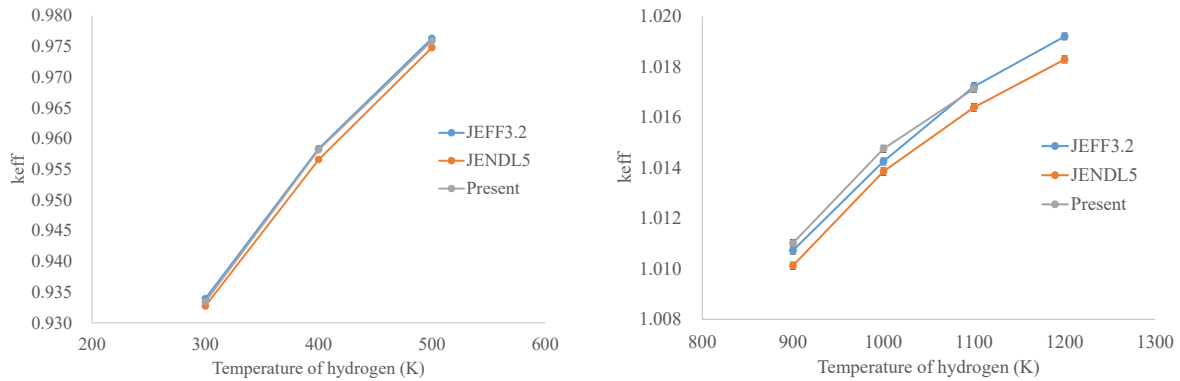 0.980
0.975
0.970
0.965
0.960
0.955
0.950
0.945
0.940
0.935
0.930
keff
200
300
400
500
600
Temperature of hydrogen (K)
JEFF3.2
JENDL5
Present
1.020
1.018
1.016
1.014
1.012
1.010
1.008
keff
800
900
1000
1100
1200
1300
Temperature of hydrogen (K)
JEFF3.2
JENDL5
Present